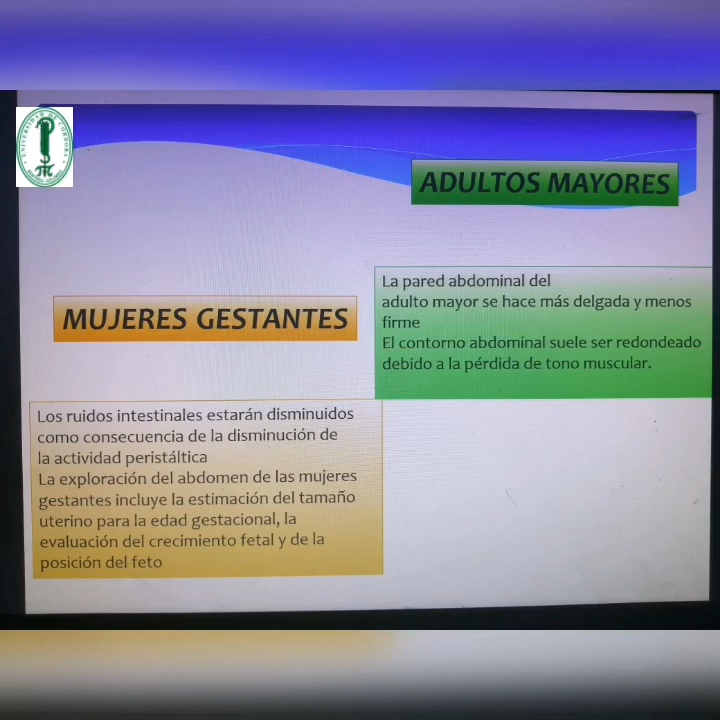 UNIVERSIDAD DE CÓRDOBA
ADULTOS MAYORES
La pared abdominal del
adulto mayor se hace más delgada y menos
firme
El contorno abdominal suele ser redondeado
debido a la pérdida de tono muscular.
MUJERES GESTANTES
Los ruidos intestinales estarán disminuidos
como consecuencia de la disminución de
la actividad peristáltica
La exploración del abdomen de las mujeres
gestantes incluye la estimación del tamaño
uterino para la edad gestacional, la
evaluación del crecimiento fetal y de la
posición del feto